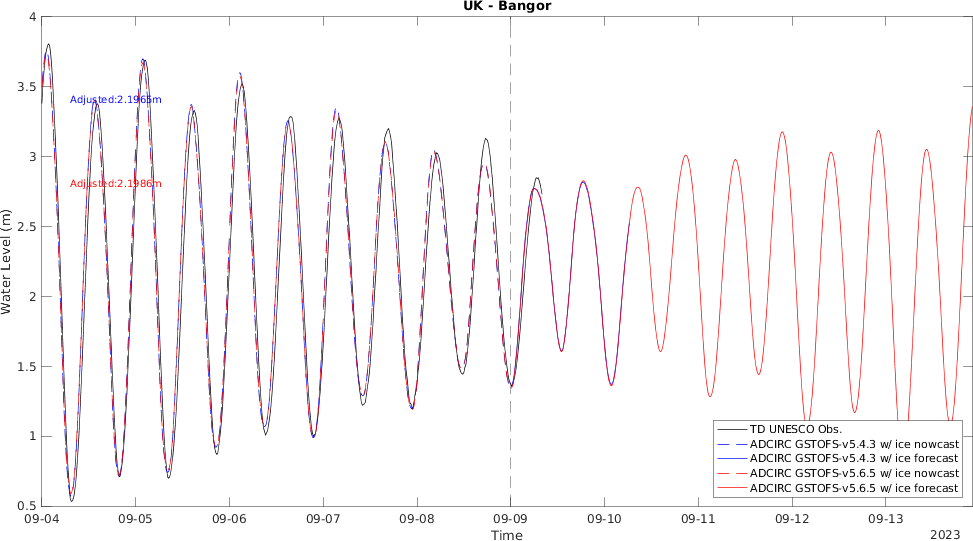 UK - Bangor
4
3.5
3
2.5
2
1.5
1
0.5
Water Level (m)
Adjusted:2.1965m
Adjusted:2.1986m
TD UNESCO Obs.
ADCIRC GSTOFS-v5.4.3 w/ ice nowcast
ADCIRC GSTOFS-v5.4.3 w/ ice forecast
ADCIRC GSTOFS-v5.6.5 w/ ice nowcast
ADCIRC GSTOFS-v5.6.5 w/ ice forecast
09-04 09-05 09-06 09-07 09-08 09-09 09-10 09-11 09-12 09-13
Time
2023